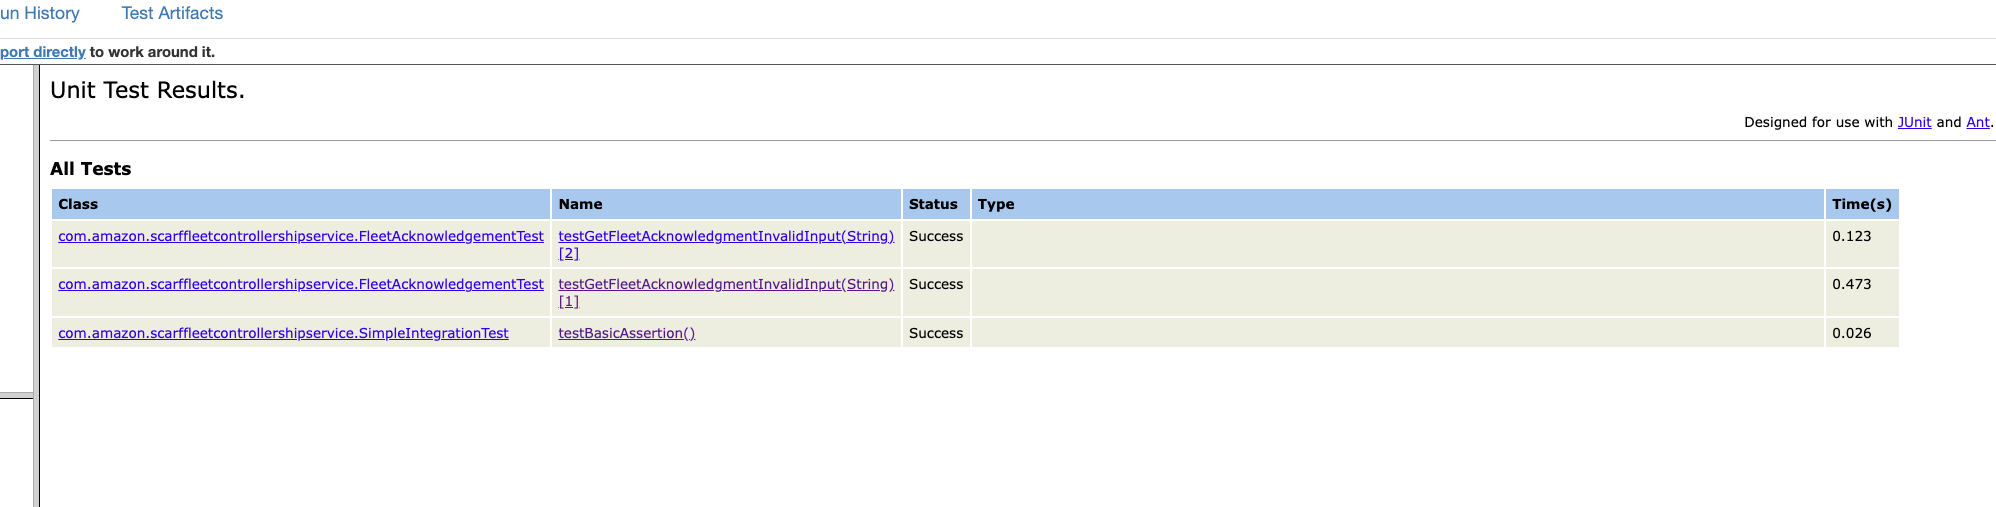 un History Test Artifacts
port directly to work around it.
Unit Test Results.
Designed for use with JUnit and Ant.
All Tests
Class Name Status Type Time(s)
com.amazon.scarffleetcontrollershipservice.FleetAcknowledgementTest testGetFleetAcknowledgmentInvalidInput(String) Success 0.123
[2]
com.amazon.scarffleetcontrollershipservice.FleetAcknowledgementTest testGetFleetAcknowledgmentInvalidInput(String) Success 0.473
[1]
com.amazon.scarffleetcontrollershipservice.SimpleIntegrationTest testBasicAssertion() Success 0.026